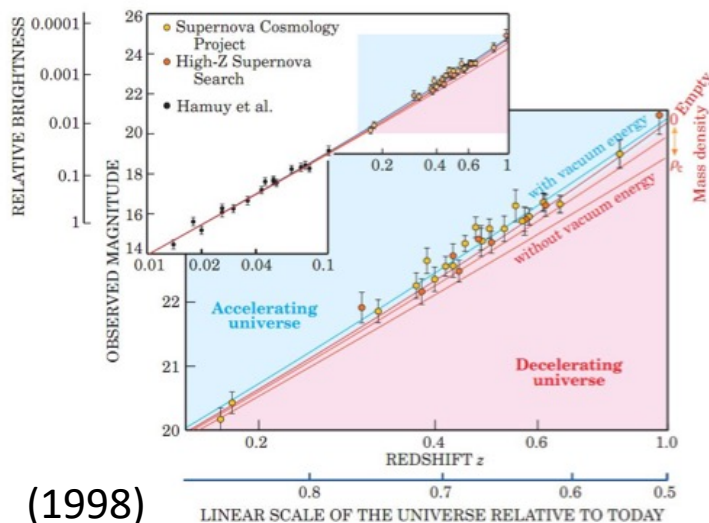 0.0001
0.001
0.01
0.1
1
RELATIVE BRIGHTNESS
26
24
22
20
18
16
14
OBSERVED MAGNITUDE
Supernova Cosmology
Project
High-Z Supernova
Search
Hamuy et al.
0.01
0.02
0.04
0.1
0.2
0.4
0.6
1
Empty
0
ρc
Mass density
with vacuum energy
without vacuum energy
Accelerating
universe
Decelerating
universe
22
21
20
0.2
0.4
0.6
1.0
REDSHIFT z
0.8
0.7
0.6
0.5
LINEAR SCALE OF THE UNIVERSE RELATIVE TO TODAY
(1998)